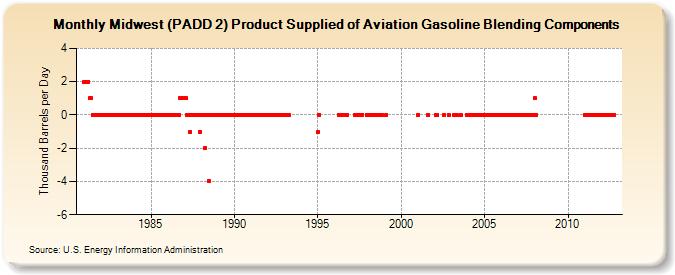 Monthly Midwest (PADD 2) Product Supplied of Aviation Gasoline Blending Components
Thousand Barrels per Day
4
2
0
-2
-4
-6
1985 1990 1995 2000 2005 2010
Source: U.S. Energy Information Administration